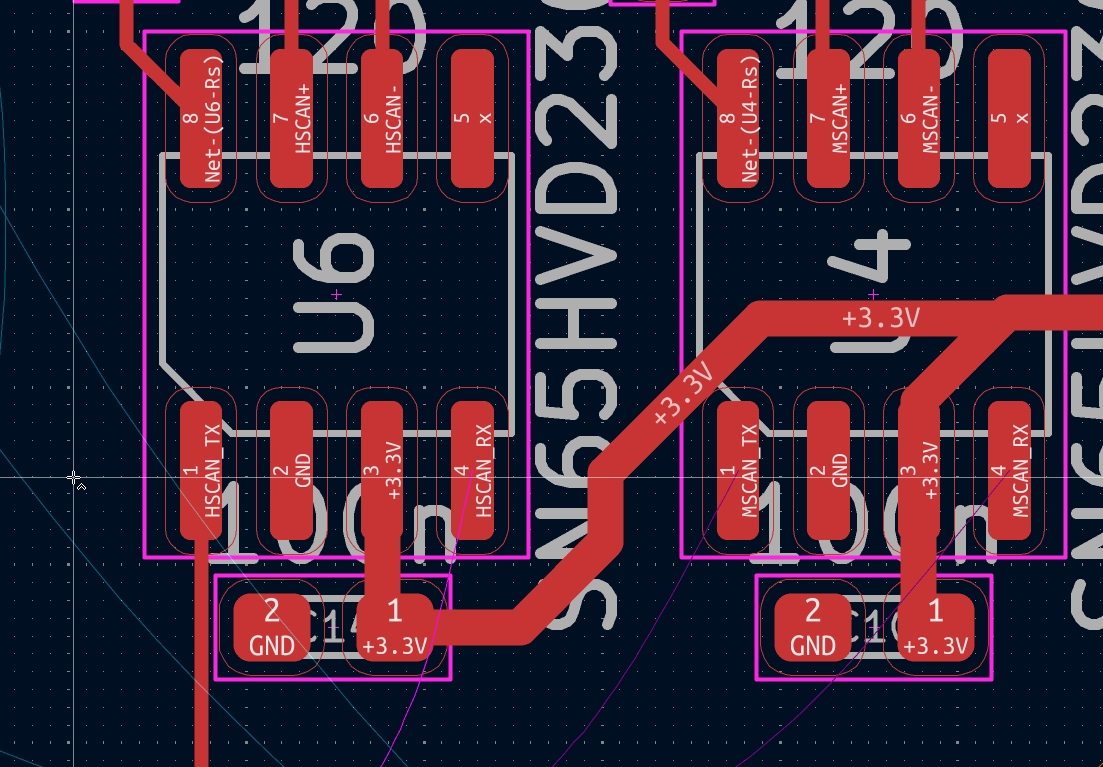 120
8
Net-(U6-Rs)
7
HSCAN+
6
HSCAN-
5
x
U6
1
HSCAN_TX
2
GND
3
+3.3V
4
HSCAN_RX
100n
2
GND
1
+3.3V
SN65HVD23
120
8
Net-(U4-Rs)
7
MSCAN+
6
MSCAN-
5
x
U4
+3.3V
+3.3V
1
MSCAN_TX
2
GND
3
+3.3V
4
MSCAN_RX
100n
2
GND
1
+3.3V